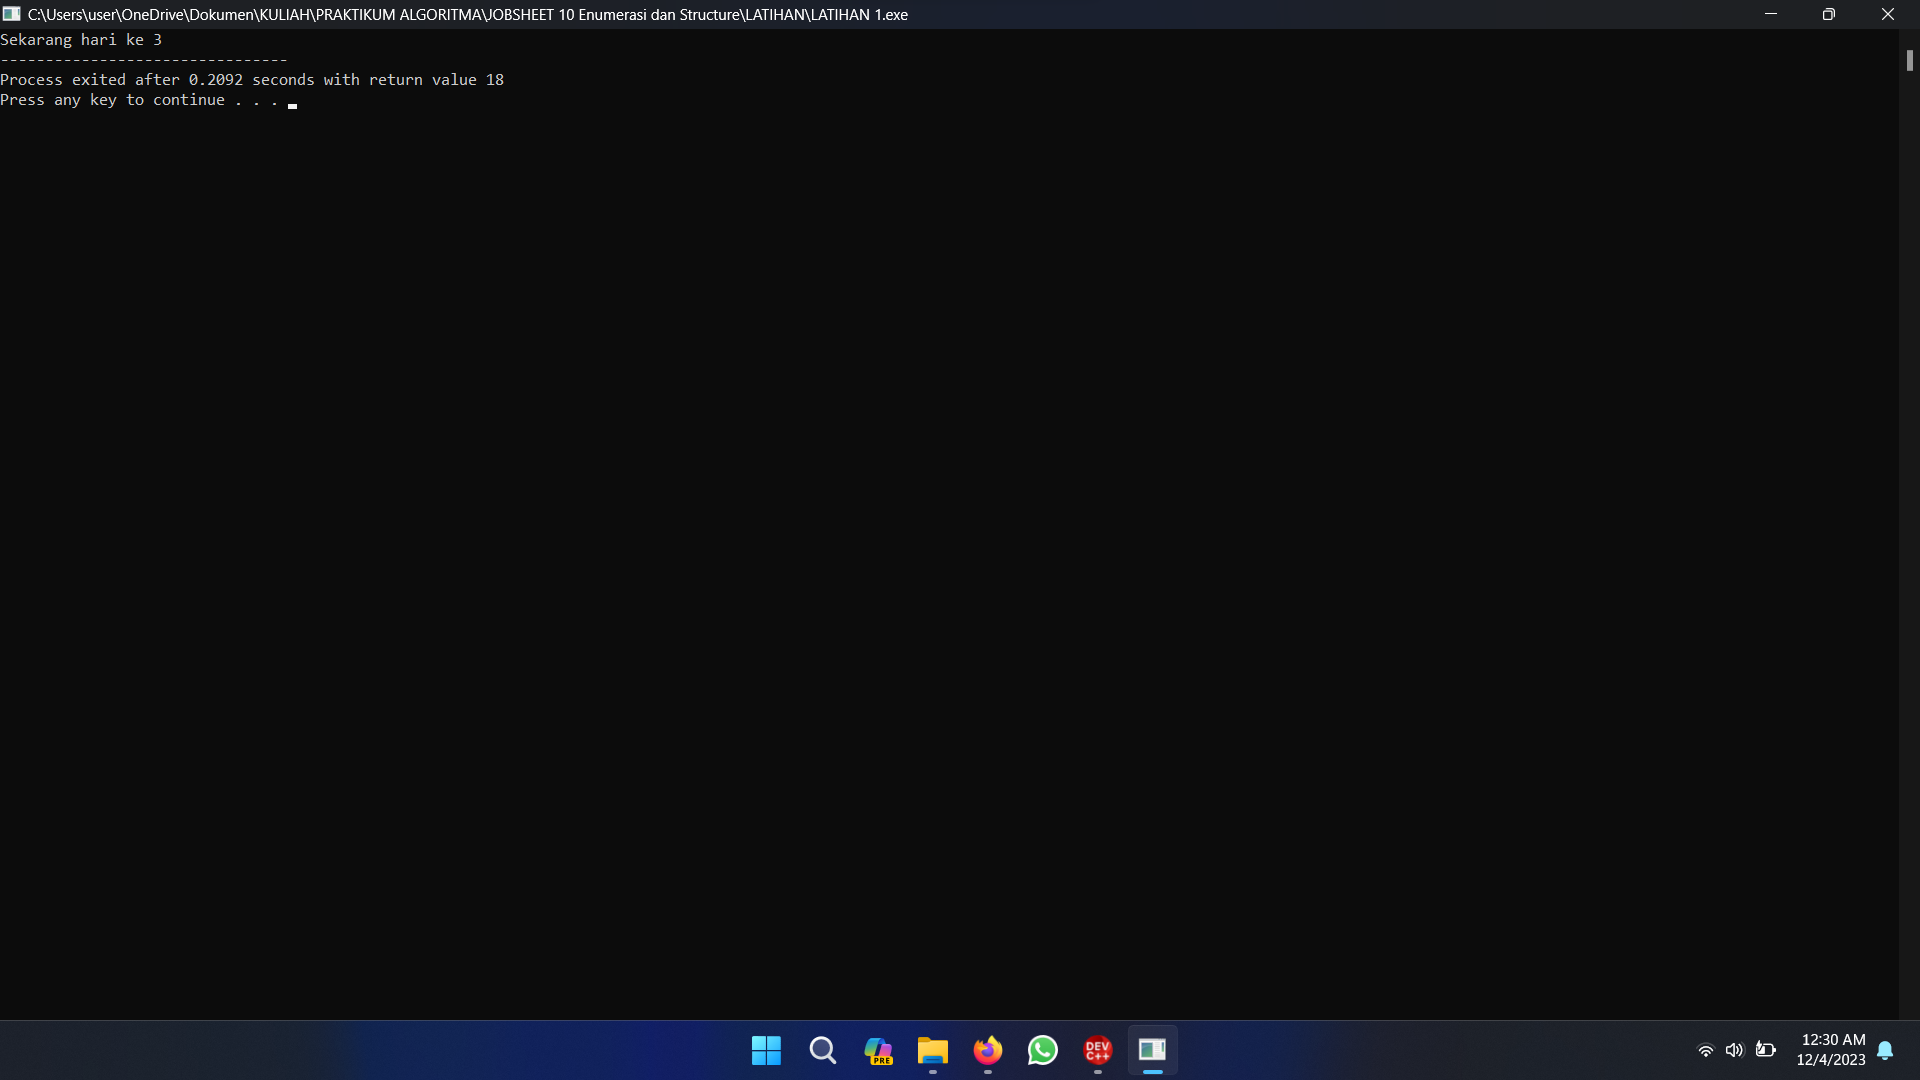 C:\Users\user\OneDrive\Dokumen\KULIAH\PRAKTIKUM ALGORITMA\JOBSHEET 10 Enumerasi dan Structure\LATIHAN\LATIHAN 1.exe
Sekarang hari ke 3
--------------------------------
Process exited after 0.2092 seconds with return value 18
Press any key to continue . . .
PRE
DEV
C++
12:30 AM
12/4/2023